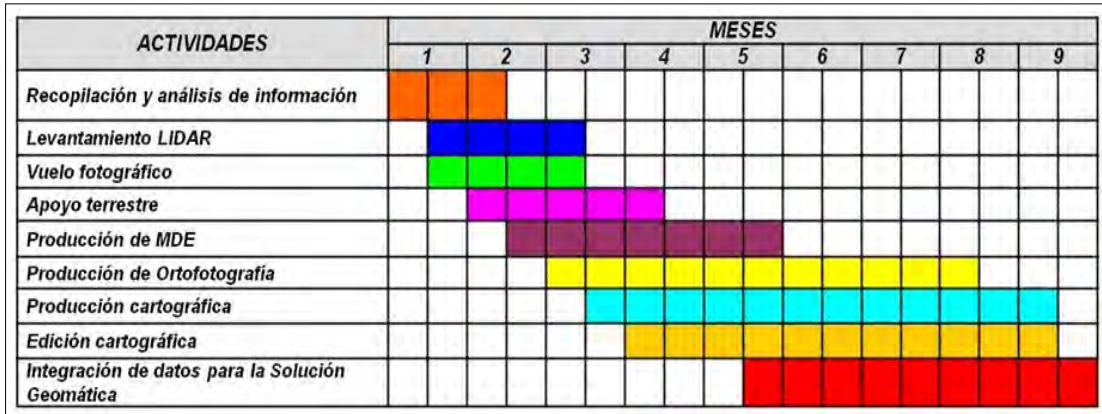 ACTIVIDADES
MESES
1 2 3 4 5 6 7 8 9
Recopilación y análisis de información
Levantamiento LIDAR
Vuelo fotográfico
Apoyo terrestre
Producción de MDE
Producción de Ortofotografía
Producción cartográfica
Edición cartográfica
Integración de datos para la Solución
Geomática